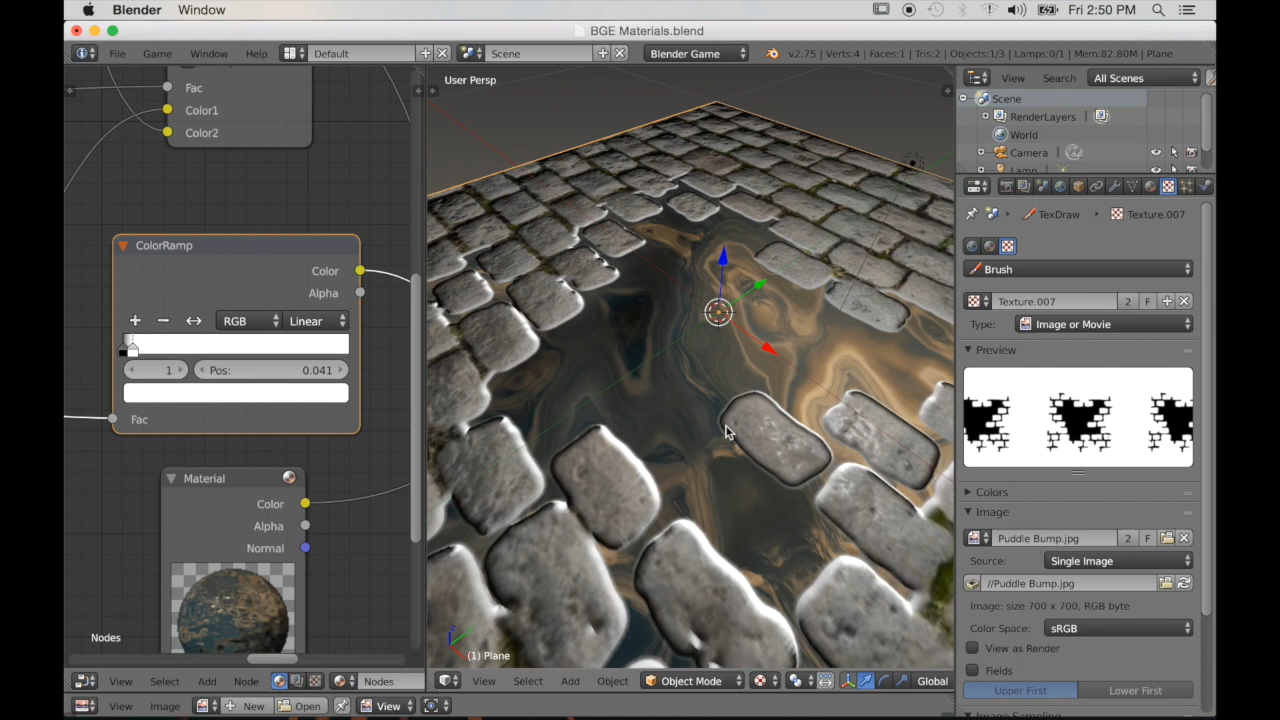 Blender Window Fri 2:50 PM
BGE Materials.blend
File Game Window Help Default Scene Blender Game v2.75 | Verts:4 | Faces:1 | Tris:2 | Objects:1/3 | Lamps:0/1 | Mem:82.80M | Plane
Fac
Color1
Color2
ColorRamp
Color
Alpha
RGB Linear
1 Pos: 0.041
Fac
Material
Color
Alpha
Normal
Nodes
View Select Add Node Nodes
View Image New Open View
User Persp
(1) Plane
View Select Add Object Object Mode Global
View Search All Scenes
Scene
RenderLayers |
World
Camera |
Lamp
TexDraw Texture.007
Brush
Texture.007 2 F
Type: Image or Movie
Preview
Colors
Image
Puddle Bump.jpg 2 F
Source: Single Image
//Puddle Bump.jpg
Image: size 700 x 700, RGB byte
Color Space: sRGB
View as Render
Fields
Upper First Lower First
Image Sampling